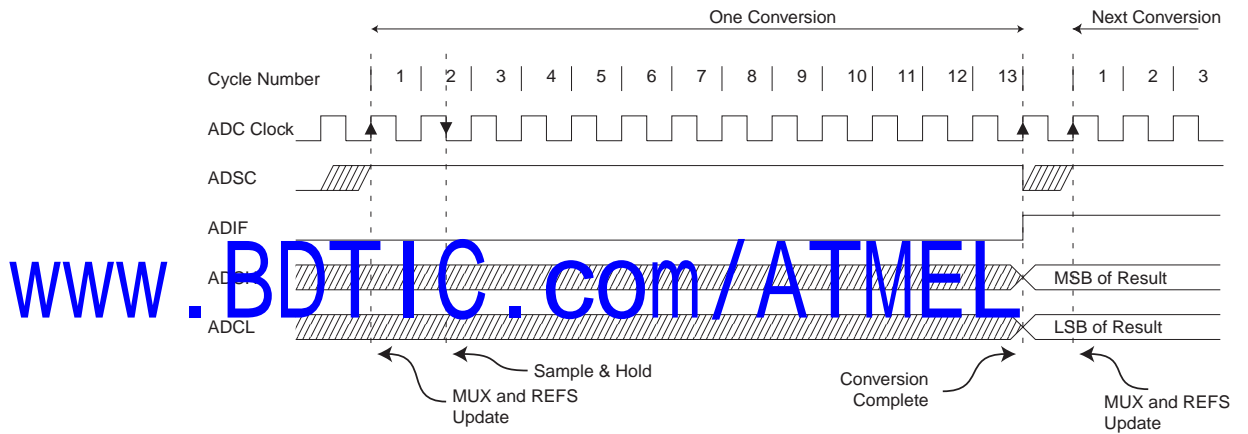 One Conversion Next Conversion
Cycle Number 1 2 3 4 5 6 7 8 9 10 11 12 13 1 2 3
ADC Clock
ADSC
ADIF
www.BDTIC.com/ATMEL
MSB of Result
ADCL LSB of Result
Sample & Hold
MUX and REFS
Update
Conversion
Complete
MUX and REFS
Update